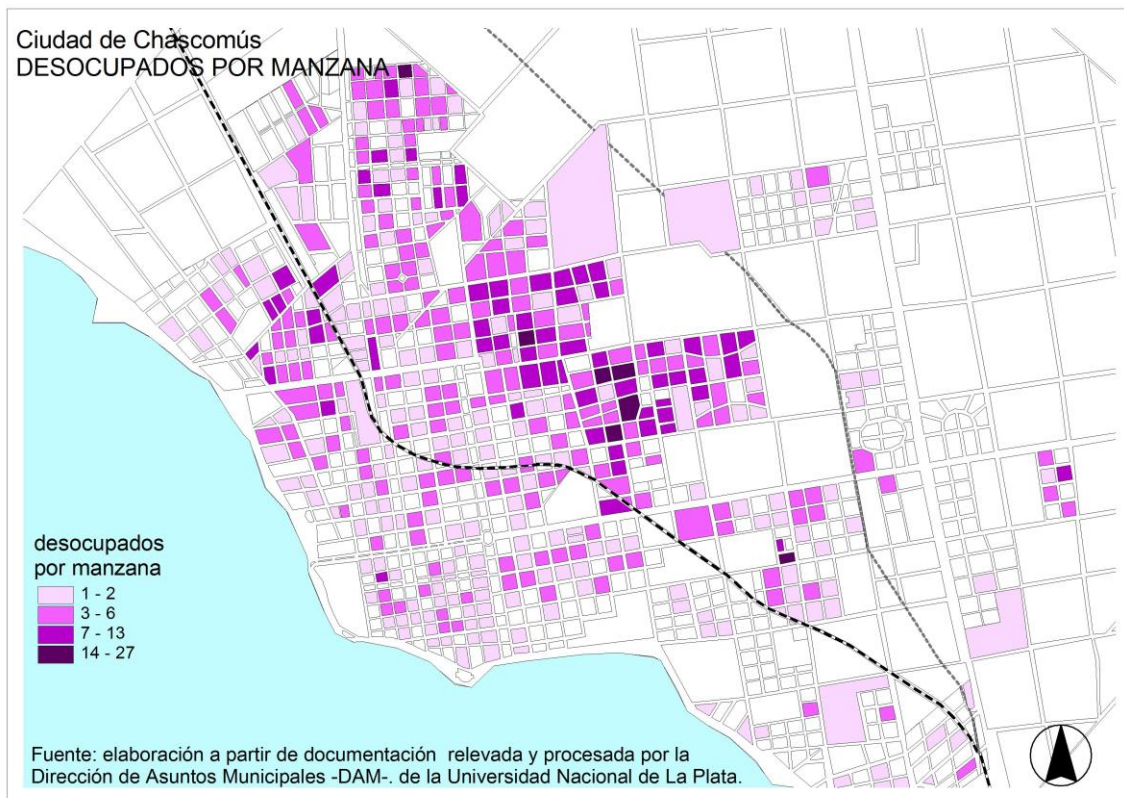 Ciudad de Chascomús
DESOCUPADOS POR MANZANA
desocupados
por manzana
1 - 2
3 - 6
7 - 13
14 - 27
Fuente: elaboración a partir de documentación relevada y procesada por la
Dirección de Asuntos Municipales -DAM-. de la Universidad Nacional de La Plata.